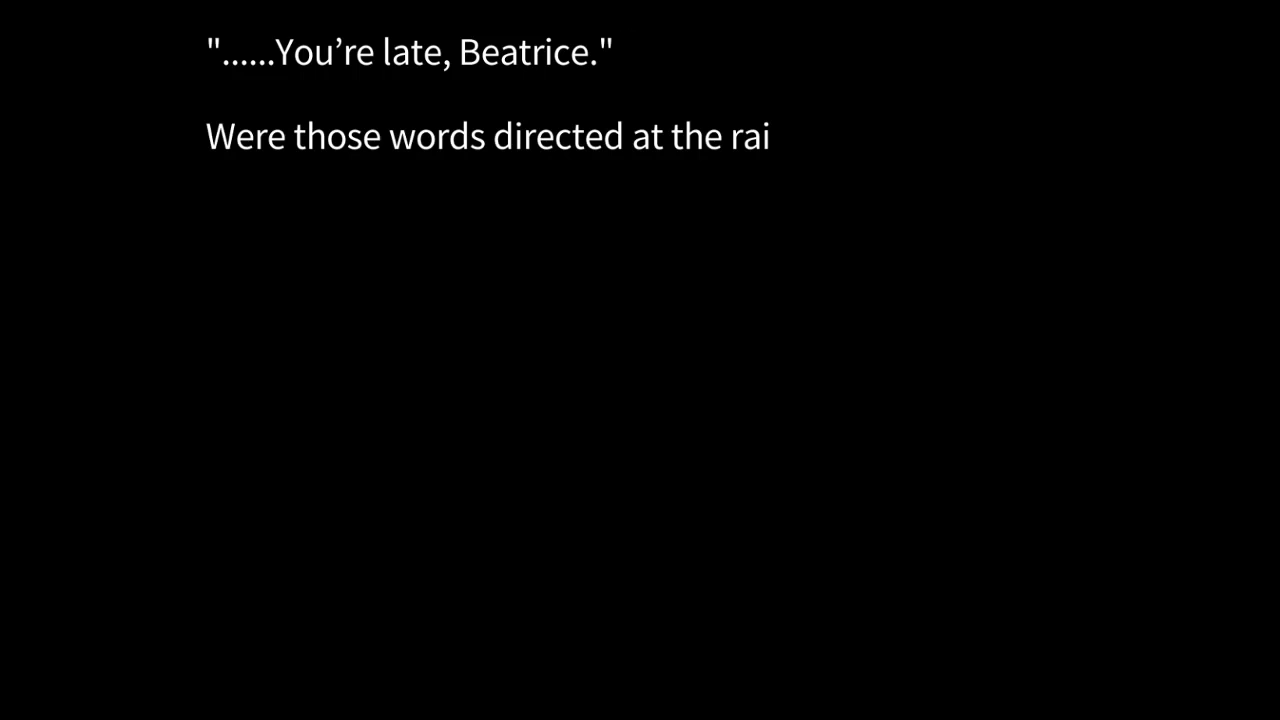 "......You’re late, Beatrice."
Were those words directed at the rai